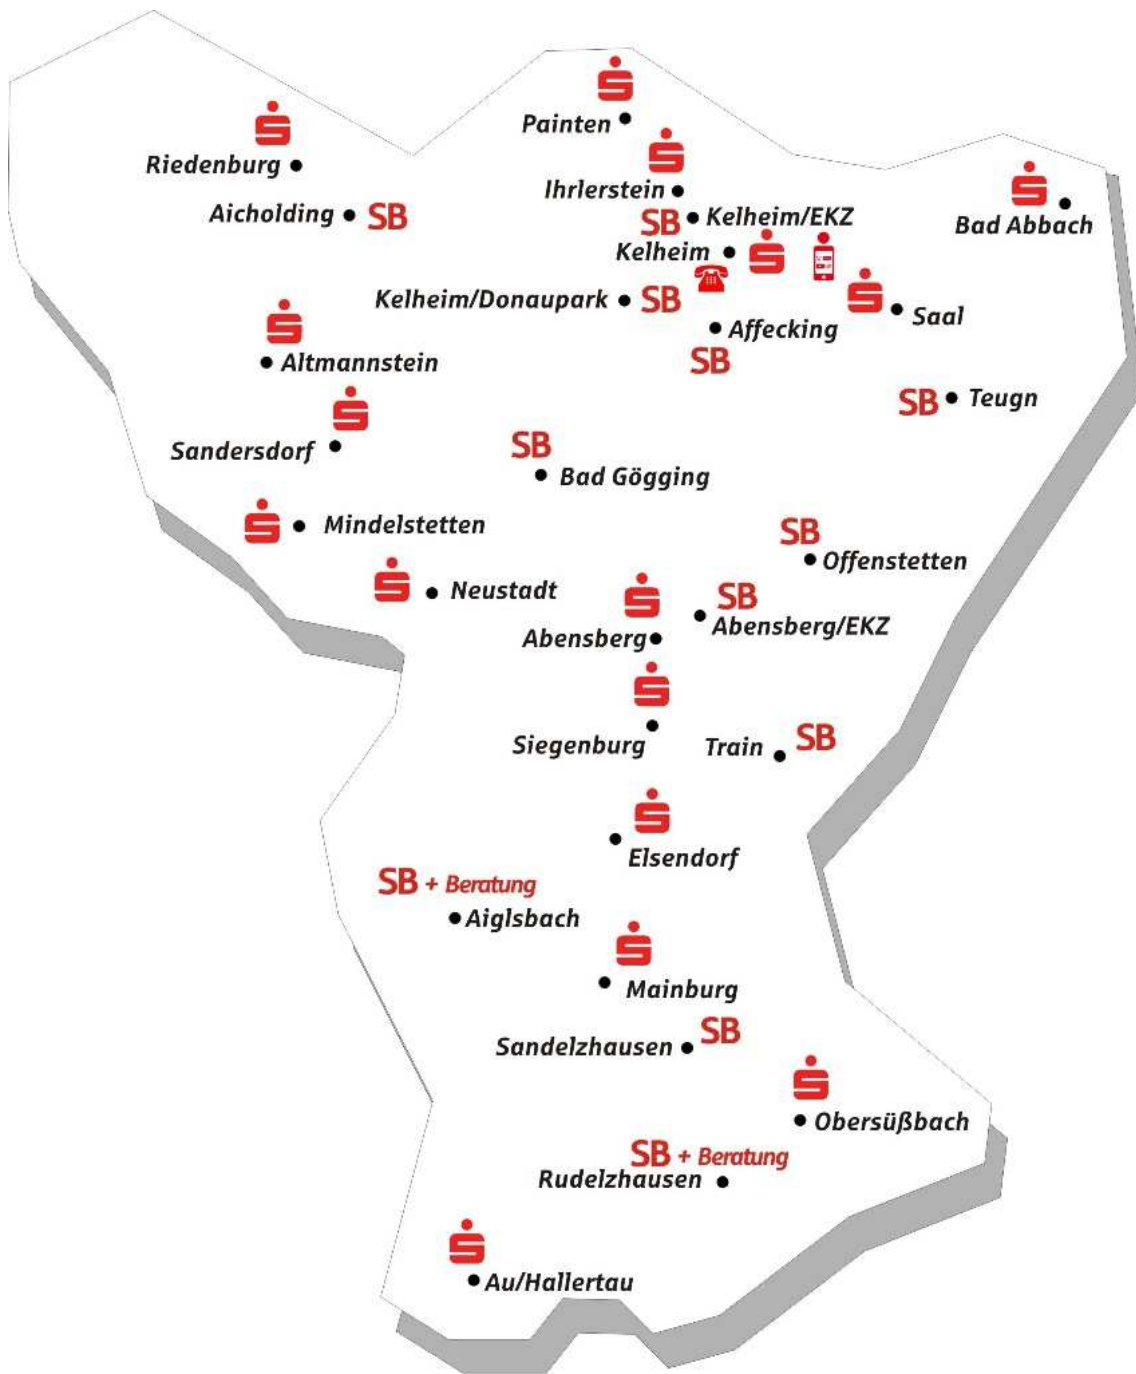 Painten
Riedenburg
Ihrlerstein
Aicholding
SB
SB
Kelheim/EKZ
Bad Abbach
Kelheim
Kelheim/Donaupark
SB
Saal
Affecking
SB
Altmannstein
SB
Teugn
Sandersdorf
SB
Bad Gögging
Mindelstetten
SB
Offenstetten
Neustadt
SB
Abensberg/EKZ
Abensberg
Siegenburg
Train
SB
Elsendorf
SB + Beratung
Aiglsbach
Mainburg
SB
Sandelzhausen
Obersüßbach
SB + Beratung
Rudelzhausen
Au/Hallertau